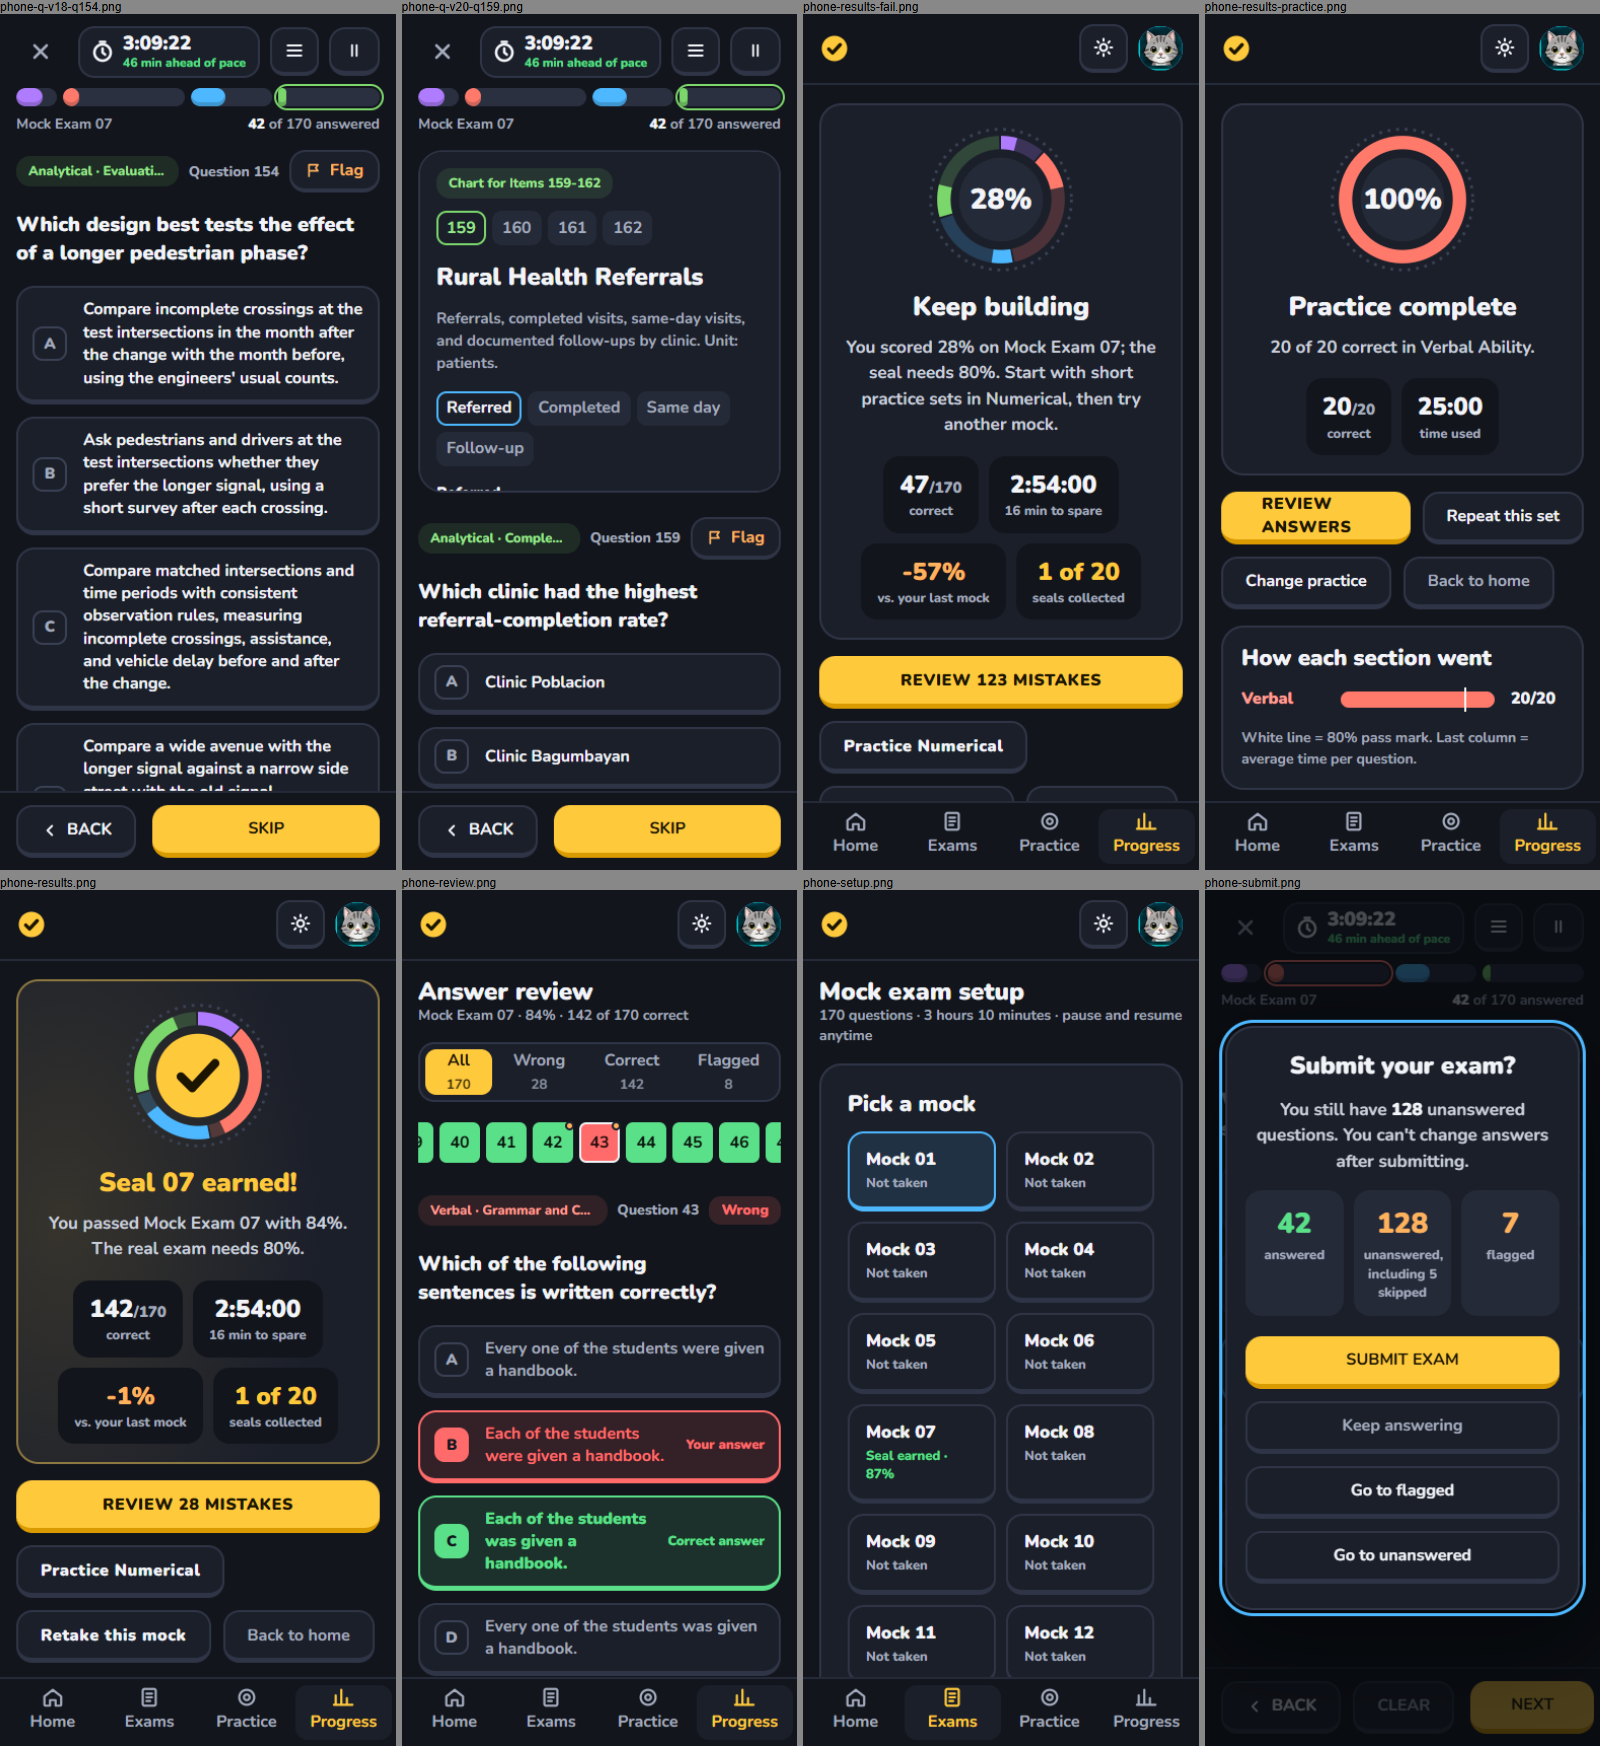 phone-q-v18-q154.png
3:09:22
46 min ahead of pace
Mock Exam 07
42 of 170 answered
Analytical · Evaluati...
Question 154
Flag
Which design best tests the effect
of a longer pedestrian phase?
A
Compare incomplete crossings at the
test intersections in the month after
the change with the month before,
using the engineers' usual counts.
B
Ask pedestrians and drivers at the
test intersections whether they
prefer the longer signal, using a
short survey after each crossing.
C
Compare matched intersections and
time periods with consistent
observation rules, measuring
incomplete crossings, assistance,
and vehicle delay before and after
the change.
Compare a wide avenue with the
longer signal against a narrow side
street with the old signal
BACK
SKIP
phone-q-v20-q159.png
3:09:22
46 min ahead of pace
Mock Exam 07
42 of 170 answered
Chart for Items 159-162
159
160
161
162
Rural Health Referrals
Referrals, completed visits, same-day visits,
and documented follow-ups by clinic. Unit:
patients.
Referred
Completed
Same day
Follow-up
Referred
Analytical · Comple...
Question 159
Flag
Which clinic had the highest
referral-completion rate?
A
Clinic Poblacion
B
Clinic Bagumbayan
BACK
SKIP
phone-results-fail.png
28%
Keep building
You scored 28% on Mock Exam 07; the
seal needs 80%. Start with short
practice sets in Numerical, then try
another mock.
47/170
correct
2:54:00
16 min to spare
-57%
vs. your last mock
1 of 20
seals collected
REVIEW 123 MISTAKES
Practice Numerical
Home
Exams
Practice
Progress
phone-results-practice.png
100%
Practice complete
20 of 20 correct in Verbal Ability.
20/20
correct
25:00
time used
REVIEW
ANSWERS
Repeat this set
Change practice
Back to home
How each section went
Verbal
20/20
White line = 80% pass mark. Last column =
average time per question.
Home
Exams
Practice
Progress
phone-results.png
Seal 07 earned!
You passed Mock Exam 07 with 84%.
The real exam needs 80%.
142/170
correct
2:54:00
16 min to spare
-1%
vs. your last mock
1 of 20
seals collected
REVIEW 28 MISTAKES
Practice Numerical
Retake this mock
Back to home
Home
Exams
Practice
Progress
phone-review.png
Answer review
Mock Exam 07 · 84% · 142 of 170 correct
All
170
Wrong
28
Correct
142
Flagged
8
40
41
42
43
44
45
46
Verbal · Grammar and C...
Question 43
Wrong
Which of the following
sentences is written correctly?
A
Every one of the students were given
a handbook.
B
Each of the students
were given a handbook.
Your answer
C
Each of the students
was given a
handbook.
Correct answer
D
Every one of the students was given
a handbook.
Home
Exams
Practice
Progress
phone-setup.png
Mock exam setup
170 questions · 3 hours 10 minutes · pause and resume
anytime
Pick a mock
Mock 01
Not taken
Mock 02
Not taken
Mock 03
Not taken
Mock 04
Not taken
Mock 05
Not taken
Mock 06
Not taken
Mock 07
Seal earned ·
87%
Mock 08
Not taken
Mock 09
Not taken
Mock 10
Not taken
Mock 11
Not taken
Mock 12
Not taken
Home
Exams
Practice
Progress
phone-submit.png
3:09:22
46 min ahead of pace
Mock Exam 07
42 of 170 answered
Submit your exam?
You still have 128 unanswered
questions. You can't change answers
after submitting.
42
answered
128
unanswered,
including 5
skipped
7
flagged
SUBMIT EXAM
Keep answering
Go to flagged
Go to unanswered
BACK
CLEAR
NEXT